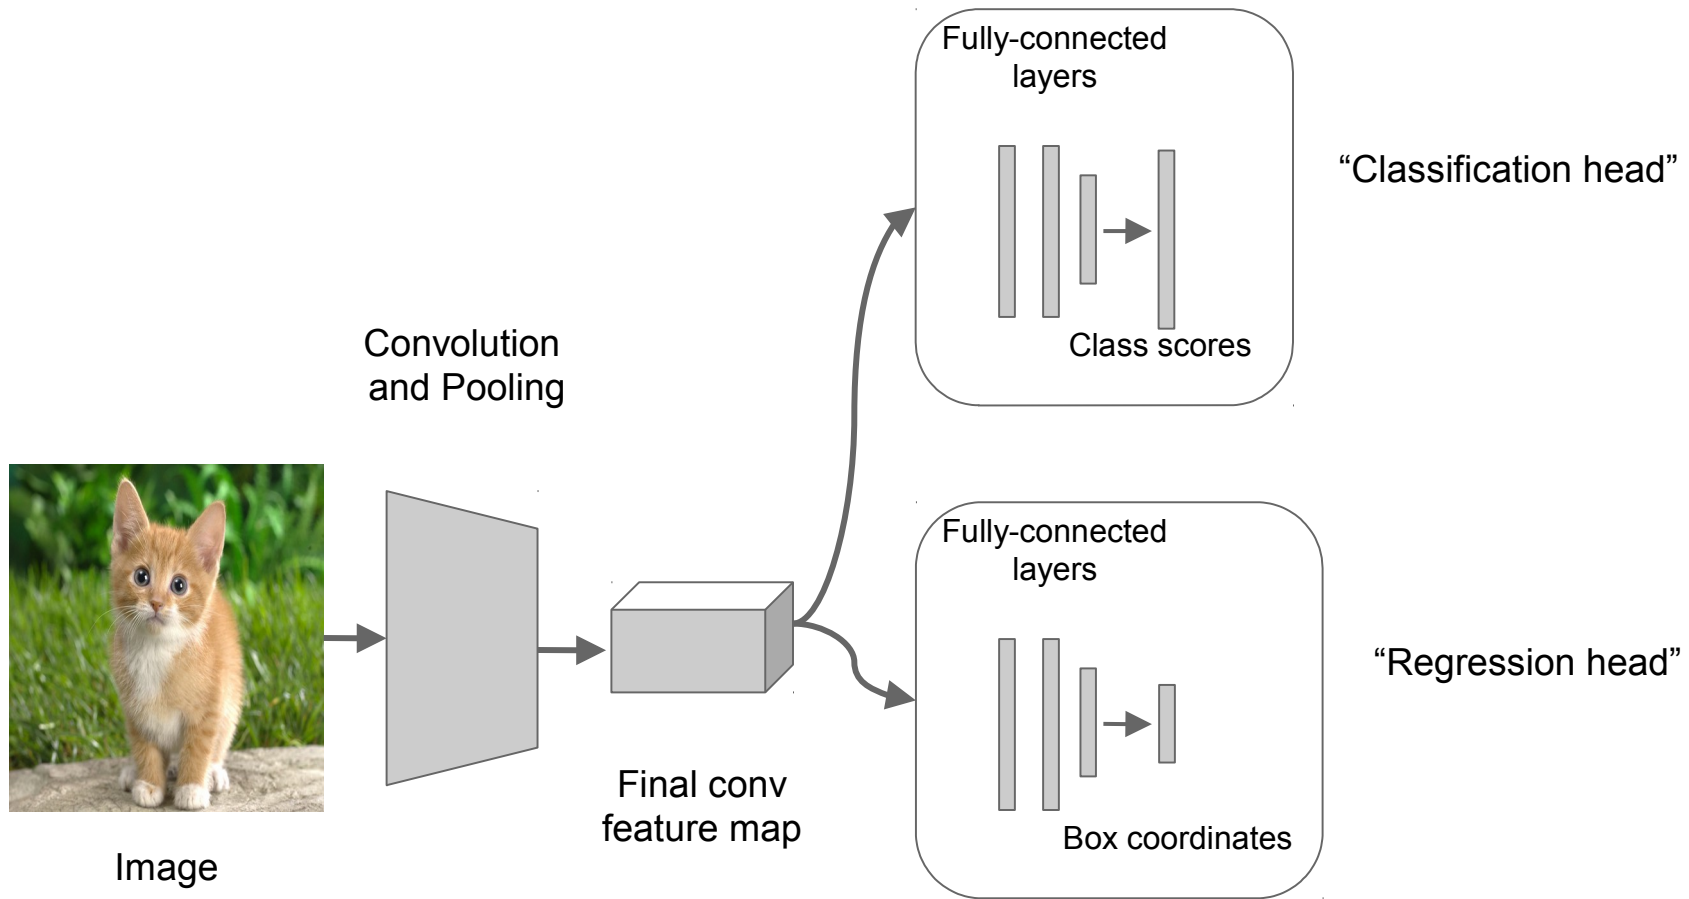 Fully-connected
layers
“Classification head”
Class scores
Convolution
and Pooling
Fully-connected
layers
“Regression head”
Box coordinates
Final conv
feature map
Image